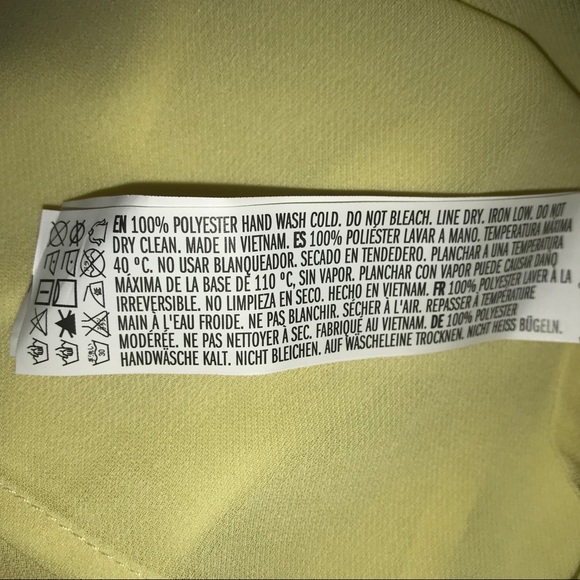 EN 100% POLYESTER HAND WASH COLD. DO NOT BLEACH. LINE DRY. IRON LOW. DO NOT
DRY CLEAN. MADE IN VIETNAM. ES 100% POLIÉSTER LAVAR A MANO. TEMPERATURA MÁXIMA
40 ºC. NO USAR BLANQUEADOR. SECADO EN TENDEDERO. PLANCHAR A UNA TEMPERATURA
MÁXIMA DE LA BASE DE 110 ºC, SIN VAPOR. PLANCHAR CON VAPOR PUEDE CAUSAR DAÑO
IRREVERSIBLE. NO LIMPIEZA EN SECO. HECHO EN VIETNAM. FR 100% POLYESTER LAVER À LA
MAIN À L'EAU FROIDE. NE PAS BLANCHIR. SÉCHER À L'AIR. REPASSER À TEMPÉRATURE
MODÉRÉE. NE PAS NETTOYER À SEC. FABRIQUÉ AU VIETNAM. DE 100% POLYESTER
HANDWÄSCHE KALT. NICHT BLEICHEN. AUF WÄSCHELEINE TROCKNEN. NICHT HEISS BÜGELN.